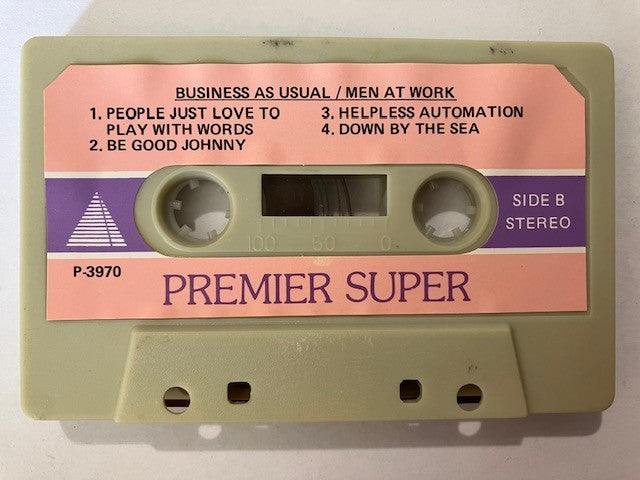 BUSINESS AS USUAL / MEN AT WORK
1. PEOPLE JUST LOVE TO
PLAY WITH WORDS
2. BE GOOD JOHNNY
3. HELPLESS AUTOMATION
4. DOWN BY THE SEA
SIDE B
STEREO
100 50 0
P-3970
PREMIER SUPER